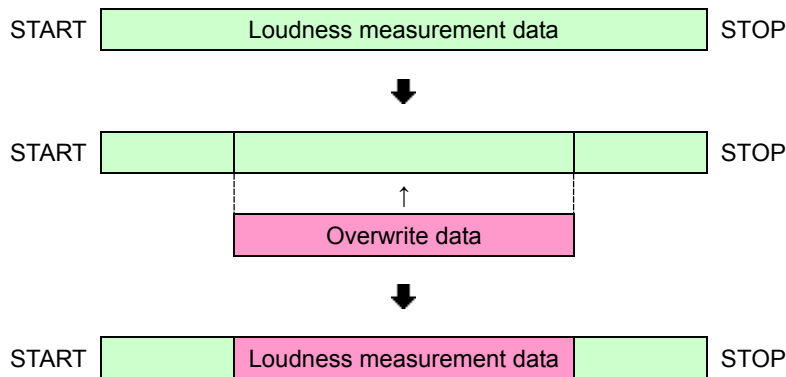 START Loudness measurement data STOP
START STOP
↑
Overwrite data
START Loudness measurement data STOP